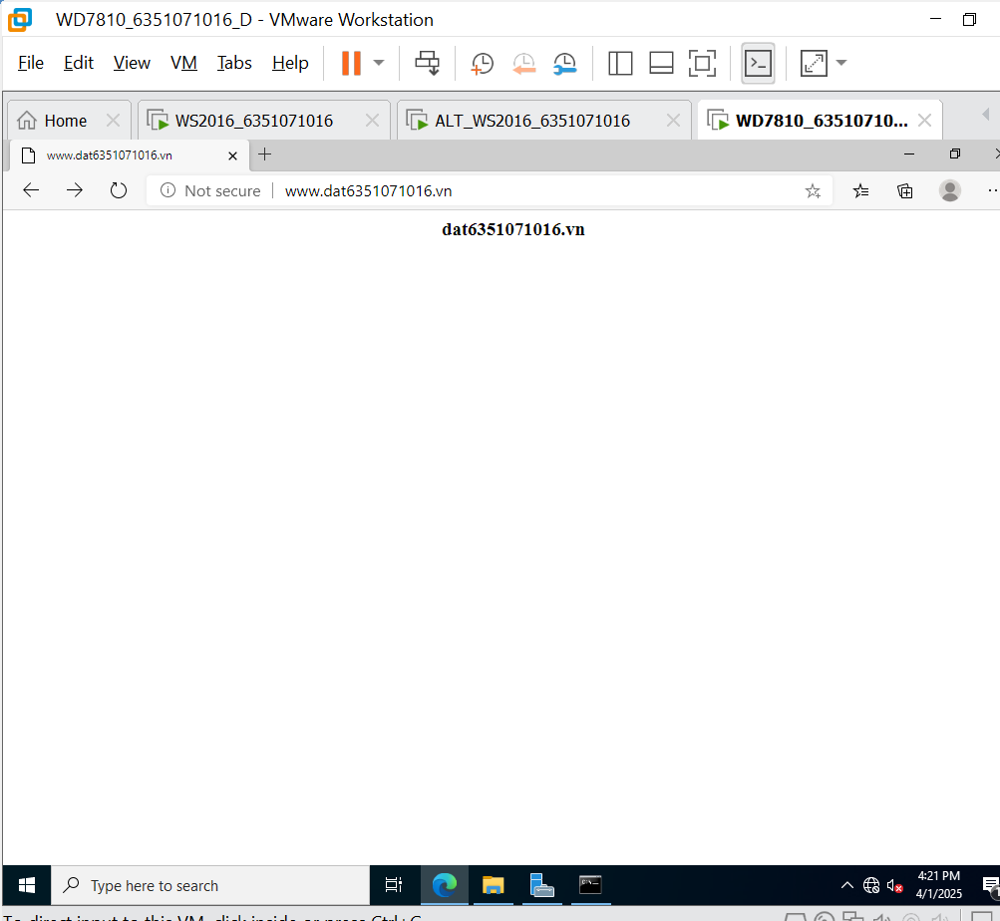 WD7810_6351071016_D - VMware Workstation
File Edit View VM Tabs Help
Home WS2016_6351071016 ALT_WS2016_6351071016 WD7810_63510710...
www.dat6351071016.vn
Not secure www.dat6351071016.vn
dat6351071016.vn
Type here to search
4:21 PM
4/1/2025
To direct input to this VM, click inside or press Ctrl+G.